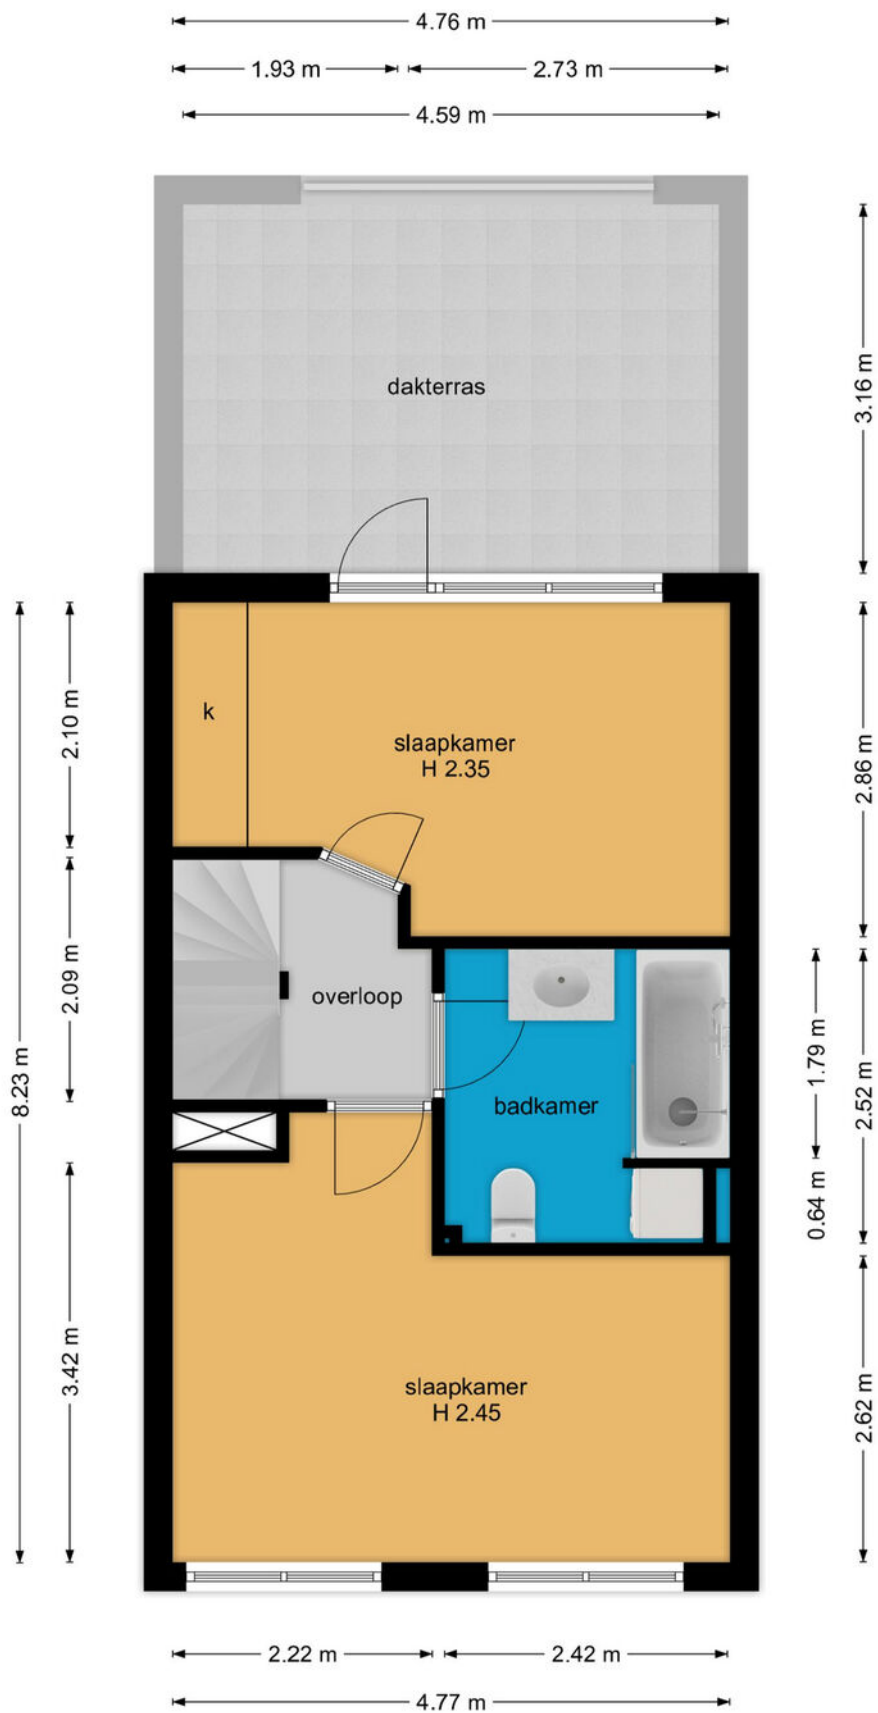 4.76 m
1.93 m
2.73 m
4.59 m
3.16 m
dakterras
2.10 m
k
slaapkamer
H 2.35
2.86 m
8.23 m
2.09 m
overloop
badkamer
1.79 m
2.52 m
0.64 m
3.42 m
slaapkamer
H 2.45
2.62 m
2.22 m
2.42 m
4.77 m